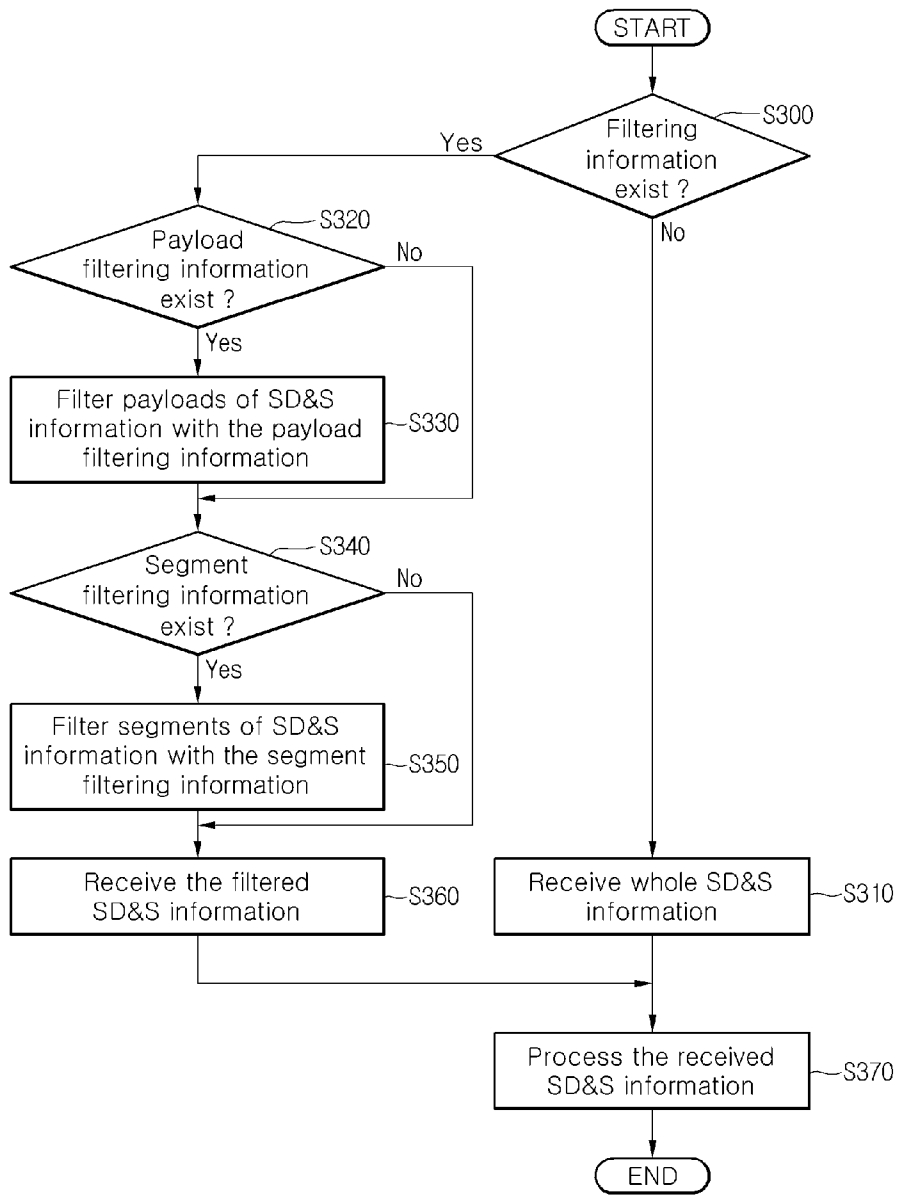 START
S300
Filtering
information
exist ?
Yes
No
S320
Payload
filtering information
exist ?
No
Yes
Filter payloads of SD&S
information with the payload
filtering information
S330
S340
Segment
filtering information
exist ?
No
Yes
Filter segments of SD&S
information with the segment
filtering information
S350
Receive the filtered
SD&S information
S360
Receive whole SD&S
information
S310
Process the received
SD&S information
S370
END